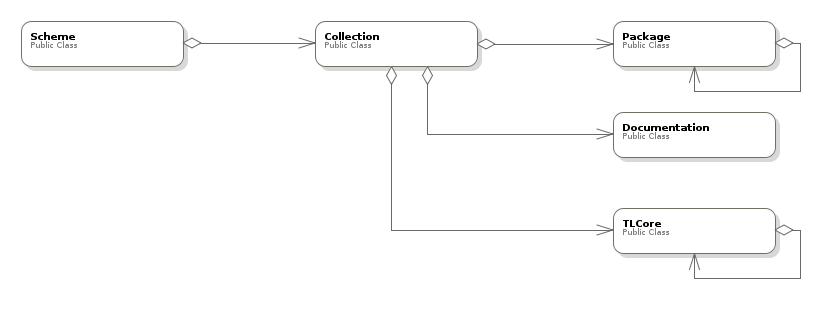 Scheme
Public Class
Collection
Public Class
Package
Public Class
Documentation
Public Class
TLCore
Public Class